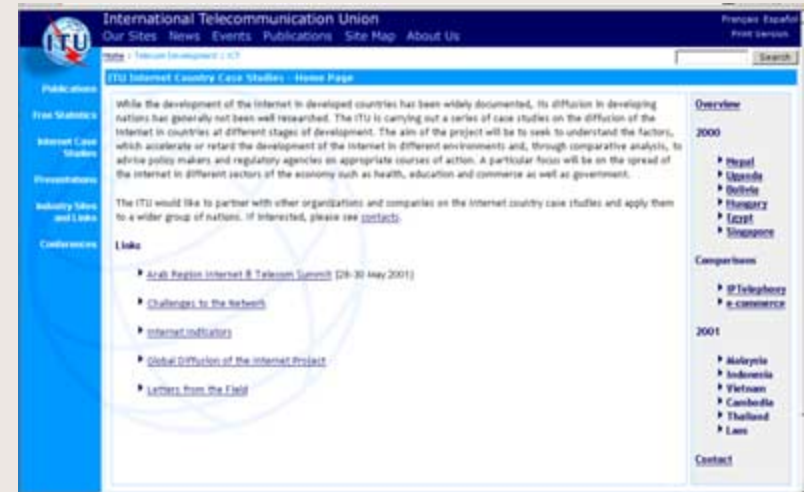 International Telecommunication Union
Français Español
Our Sites News Events Publications Site Map About Us
Print Version
ITU
Home : Telecom Development : ICT
Search
ITU Internet Country Case Studies - Home Page
Publications
Free Statistics
Internet Case
Studies
Presentations
Industry Sites
and Links
Conferences
While the development of the Internet in developed countries has been widely documented, its diffusion in developing
nations has generally not been well researched. The ITU is carrying out a series of case studies on the diffusion of the
Internet in countries at different stages of development. The aim of the project will be to seek to understand the factors,
which accelerate or retard the development of the Internet in different environments and, through comparative analysis, to
advise policy makers and regulatory agencies on appropriate courses of action. A particular focus will be on the spread of
the Internet in different sectors of the economy such as health, education and commerce as well as government.
The ITU would like to partner with other organizations and companies on the Internet country case studies and apply them
to a wider group of nations. If interested, please see contacts.
Links
Arab Region Internet & Telecom Summit (28-30 May 2001)
Challenges to the Network
Internet Indicators
Global Diffusion of the Internet Project
Letters from the Field
Overview
2000
Nepal
Uganda
Bolivia
Hungary
Egypt
Singapore
Comparisons
IP Telephony
e-commerce
2001
Malaysia
Indonesia
Vietnam
Cambodia
Thailand
Laos
Contact